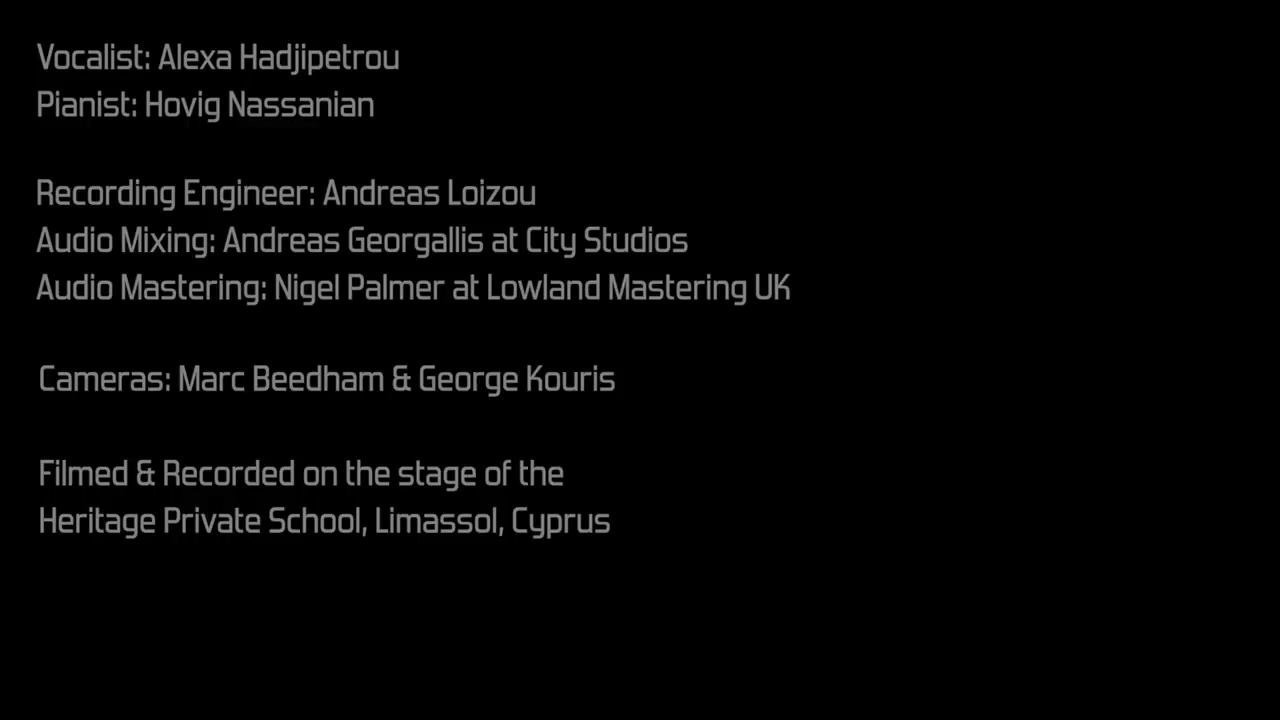 Vocalist: Alexa Hadjipetrou
Pianist: Hovig Nassanian
Recording Engineer: Andreas Loizou
Audio Mixing: Andreas Georgallis at City Studios
Audio Mastering: Nigel Palmer at Lowland Mastering UK
Cameras: Marc Beedham & George Kouris
Filmed & Recorded on the stage of the
Heritage Private School, Limassol, Cyprus